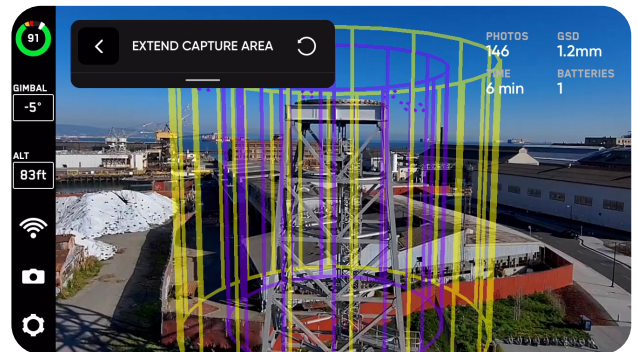 91
EXTEND CAPTURE AREA
PHOTOS
146
GSD
1.2mm
TIME
6 min
BATTERIES
1
GIMBAL
-5°
ALT
83ft